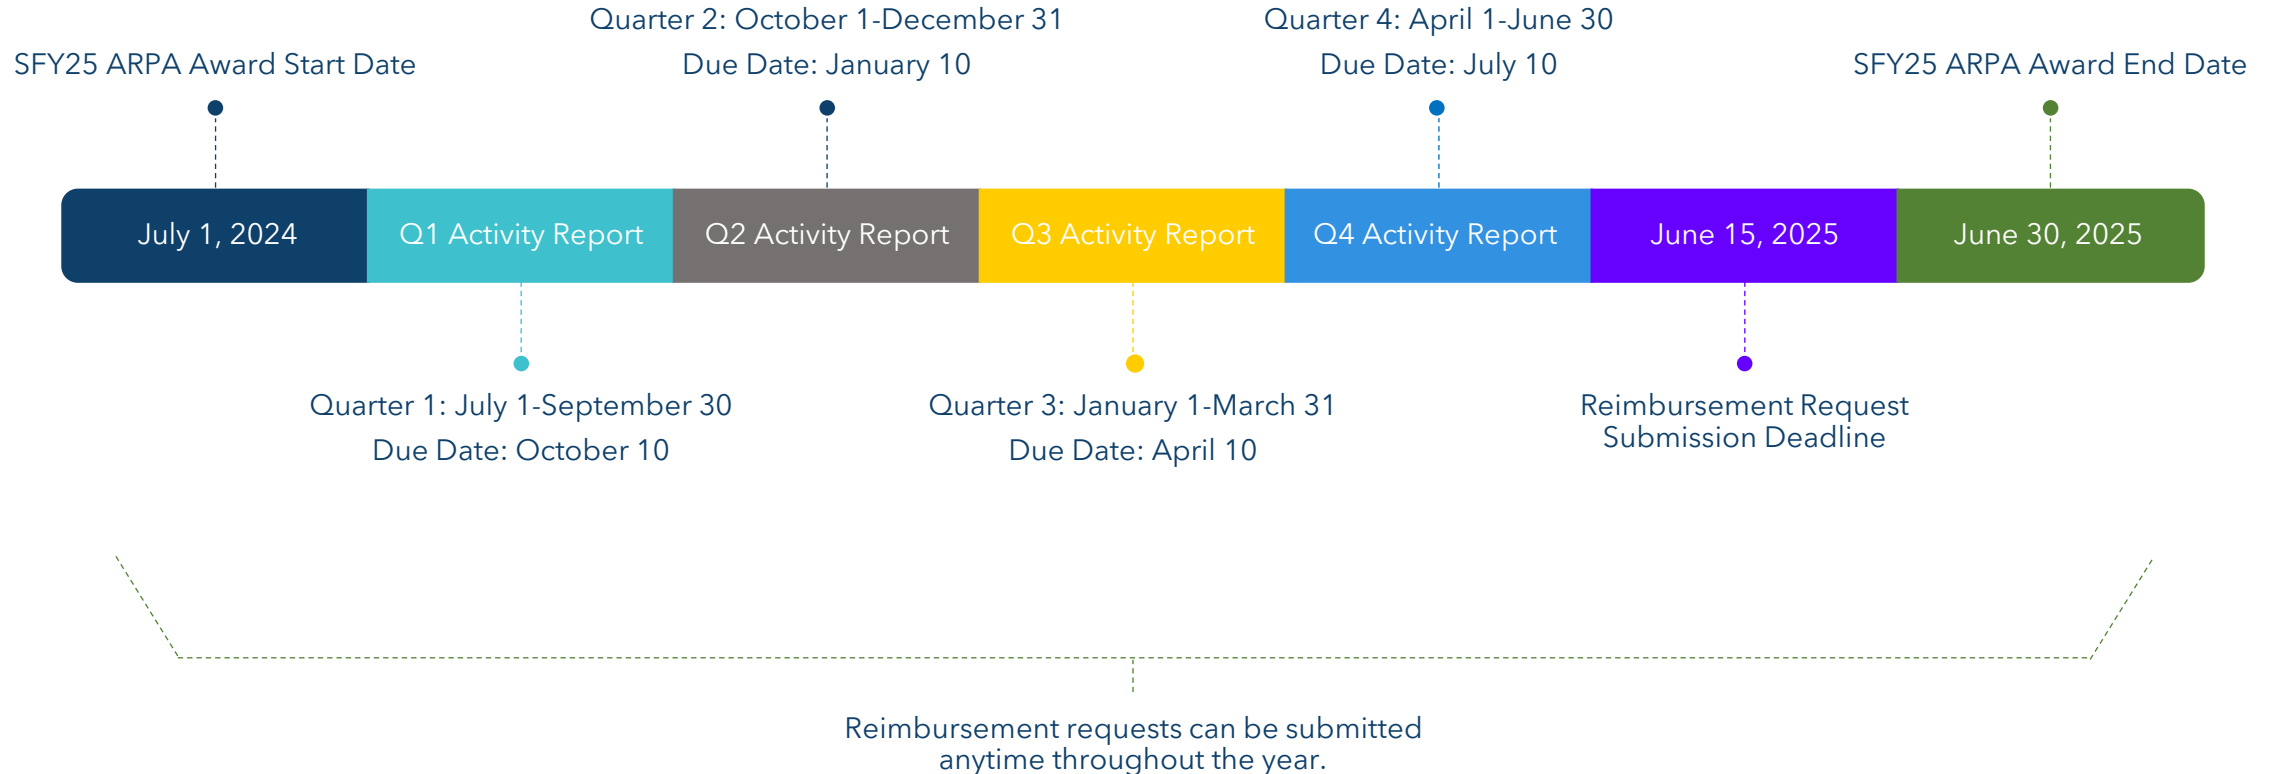 Quarter 2: October 1-December 31
Due Date: January 10
Quarter 4: April 1-June 30
Due Date: July 10
SFY25 ARPA Award Start Date
SFY25 ARPA Award End Date
July 1, 2024
Q1 Activity Report
Q2 Activity Report
Q3 Activity Report
Q4 Activity Report
June 15, 2025
June 30, 2025
Quarter 1: July 1-September 30
Due Date: October 10
Quarter 3: January 1-March 31
Due Date: April 10
Reimbursement Request
Submission Deadline
Reimbursement requests can be submitted
anytime throughout the year.